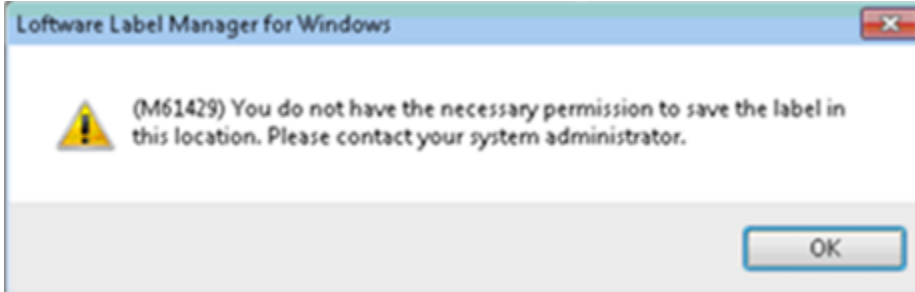 Loftware Label Manager for Windows
(M61429) You do not have the necessary permission to save the label in
this location. Please contact your system administrator.
OK